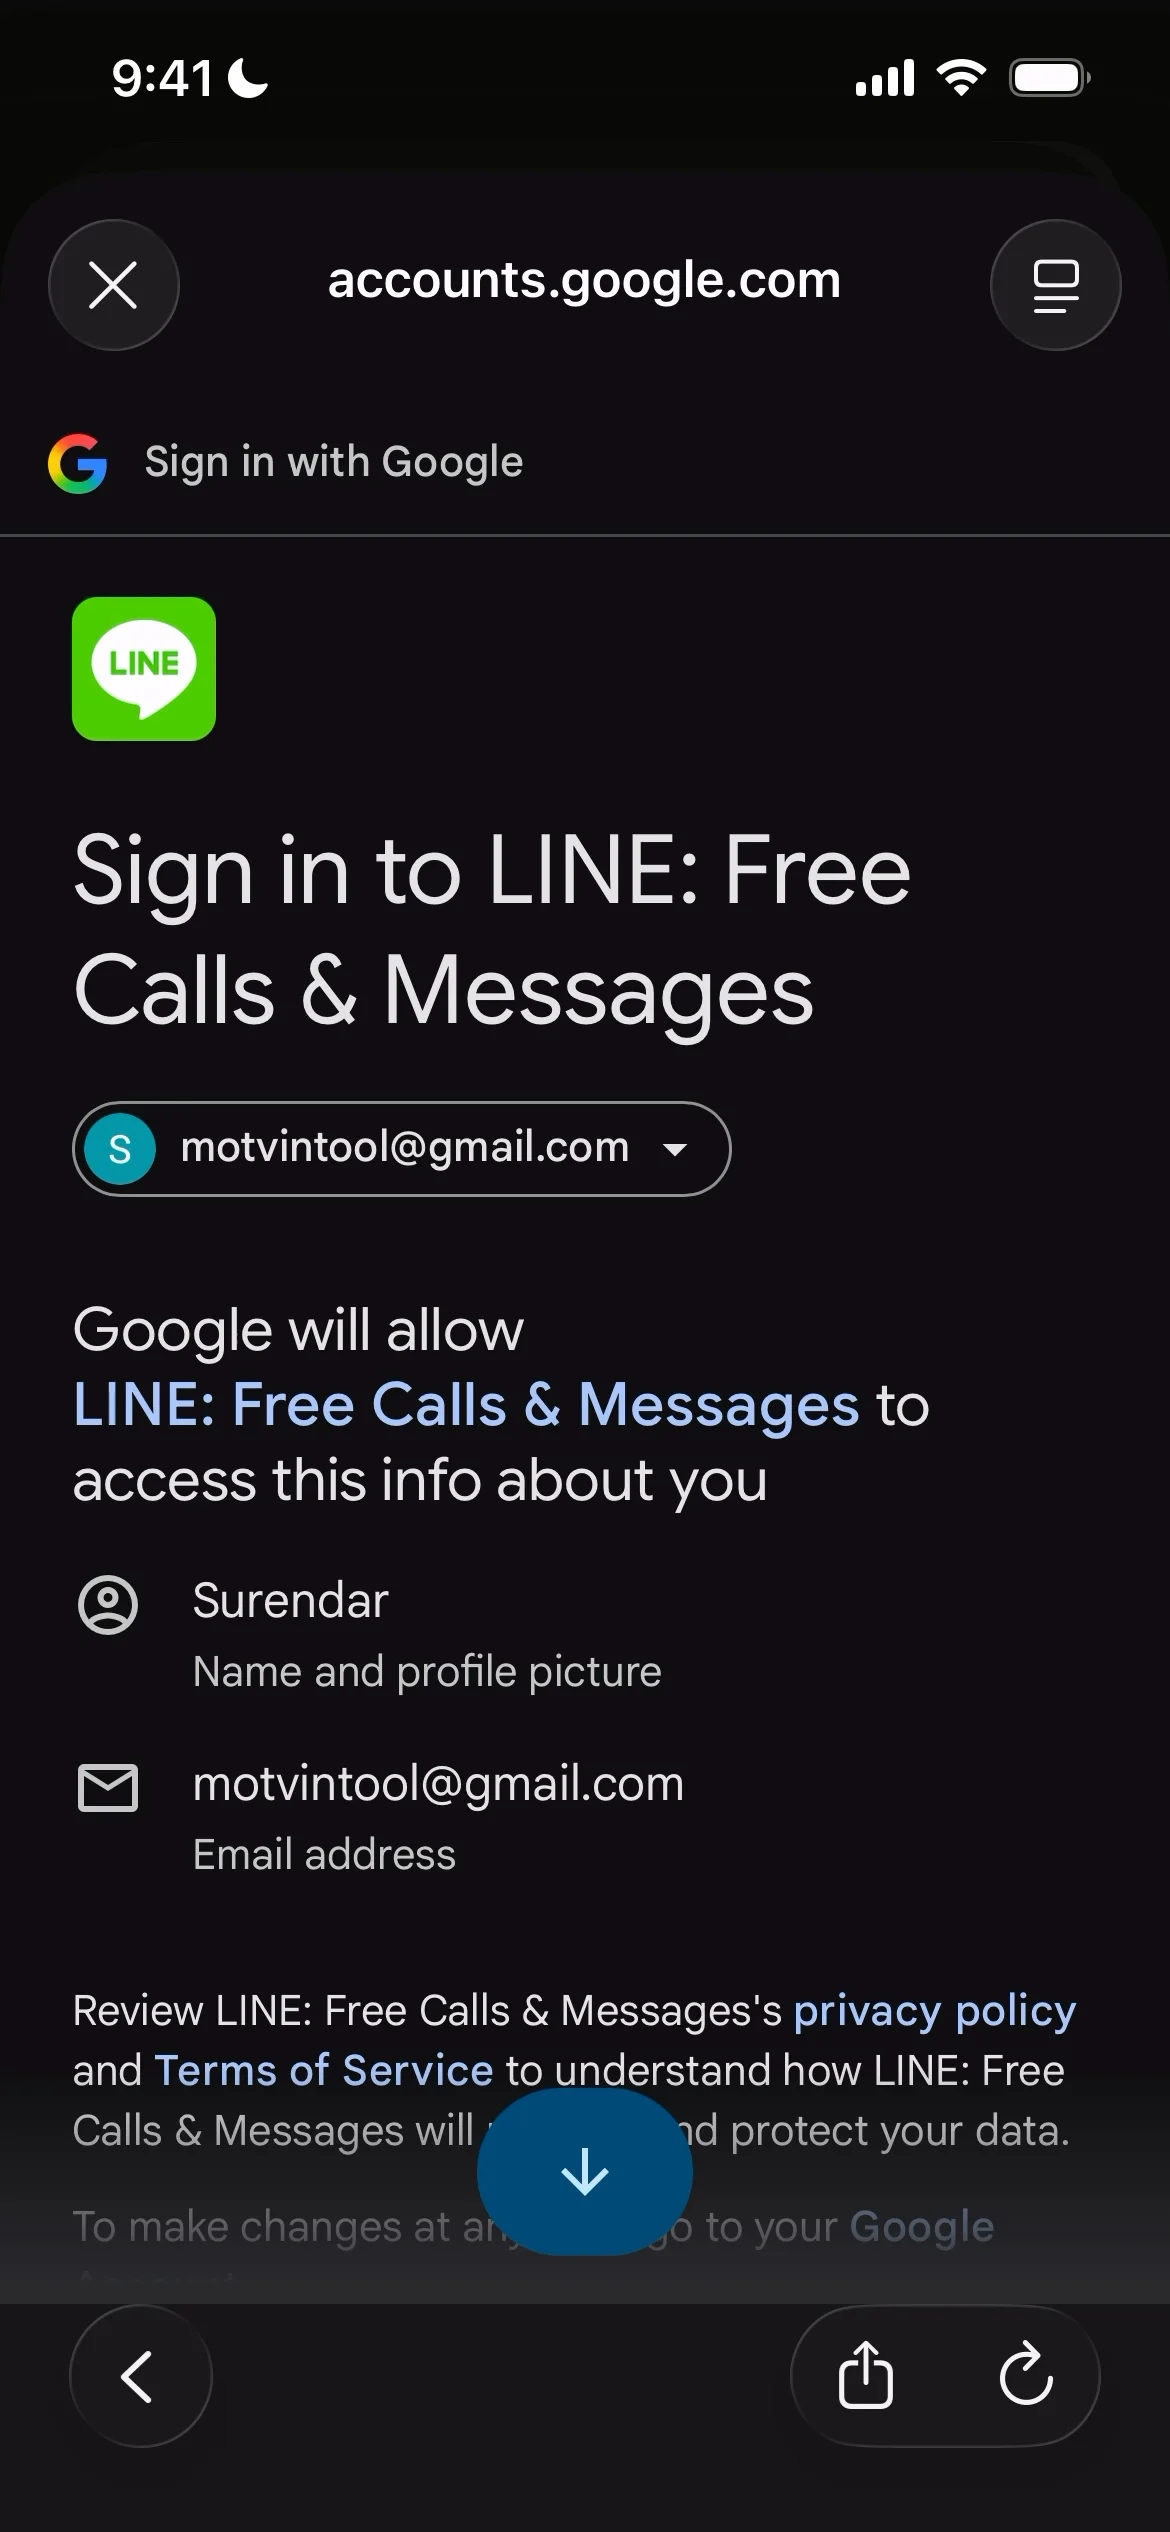 9:41
accounts.google.com
Sign in with Google
LINE
Sign in to LINE: Free
Calls & Messages
S motvintool@gmail.com
Google will allow
LINE: Free Calls & Messages to
access this info about you
Surendar
Name and profile picture
motvintool@gmail.com
Email address
Review LINE: Free Calls & Messages's privacy policy
and Terms of Service to understand how LINE: Free
Calls & Messages will protect your data.
To make changes at to your Google